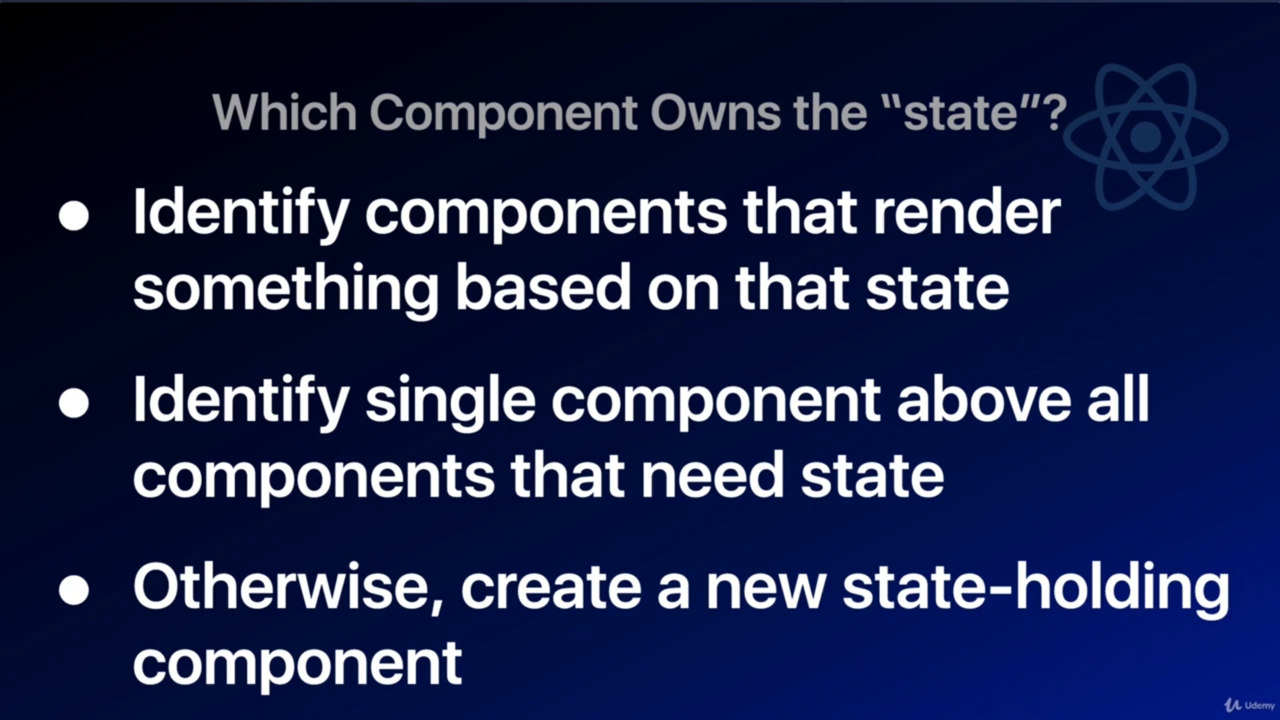 Which Component Owns the “state”?
● Identify components that render
something based on that state
● Identify single component above all
components that need state
● Otherwise, create a new state-holding
component
Udemy